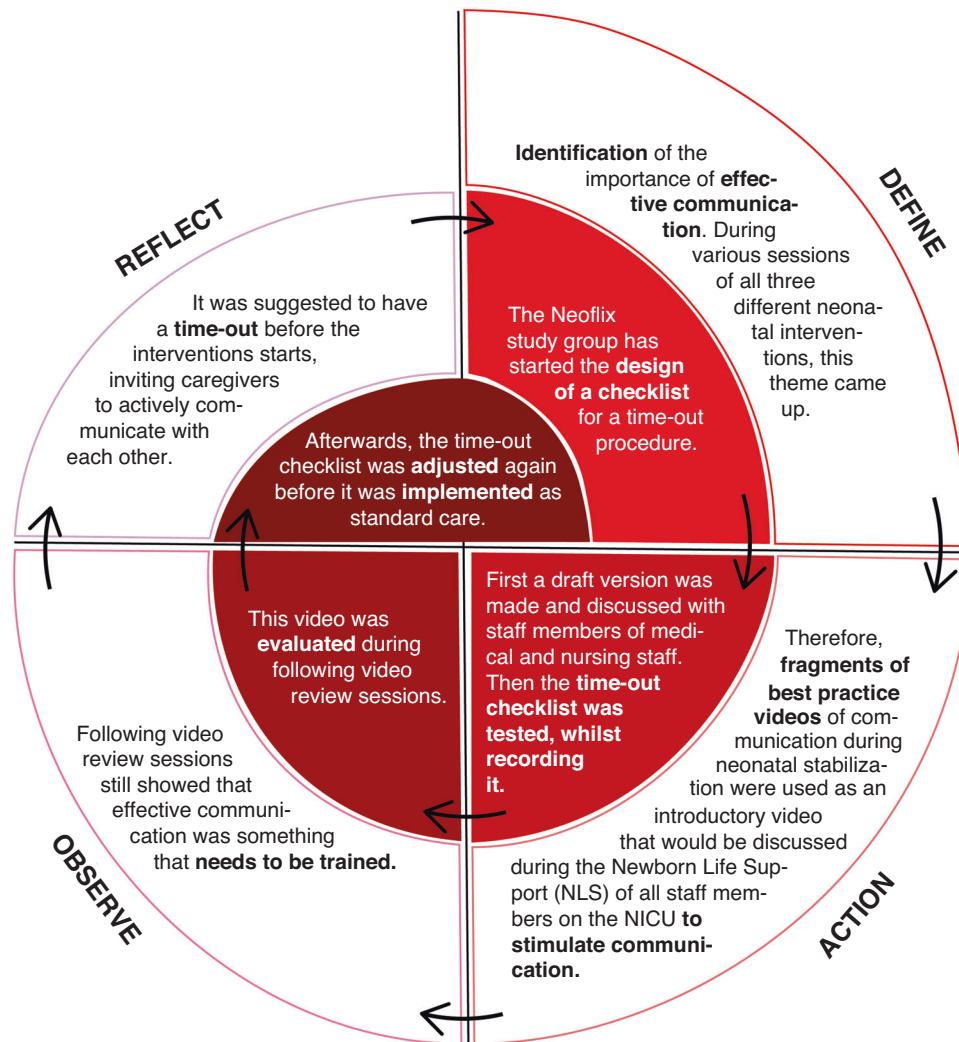 DEFINE
Identification of the
importance of effec-
tive communica-
tion. During
various sessions
of all three
different neona-
tal interven-
tions, this
theme came
up.
ACTION
Therefore,
fragments of
best practice
videos of com-
munication during
neonatal stabiliza-
tion were used as an
introductory video
that would be discussed
during the Newborn Life Sup-
port (NLS) of all staff mem-
bers on the NICU to
stimulate communi-
cation.
OBSERVE
Following video
review sessions
still showed that
effective communi-
cation was something
that needs to be trained.
REFLECT
It was suggested to have
a time-out before the
interventions starts,
inviting caregivers
to actively com-
municate with
each other.
The Neoflix
study group has
started the design
of a checklist
for a time-out
procedure.
First a draft version was
made and discussed with
staff members of medi-
cal and nursing staff.
Then the time-out
checklist was
tested, whilst
recording
it.
This video was
evaluated during
following video
review sessions.
Afterwards, the time-out
checklist was adjusted again
before it was implemented as
standard care.